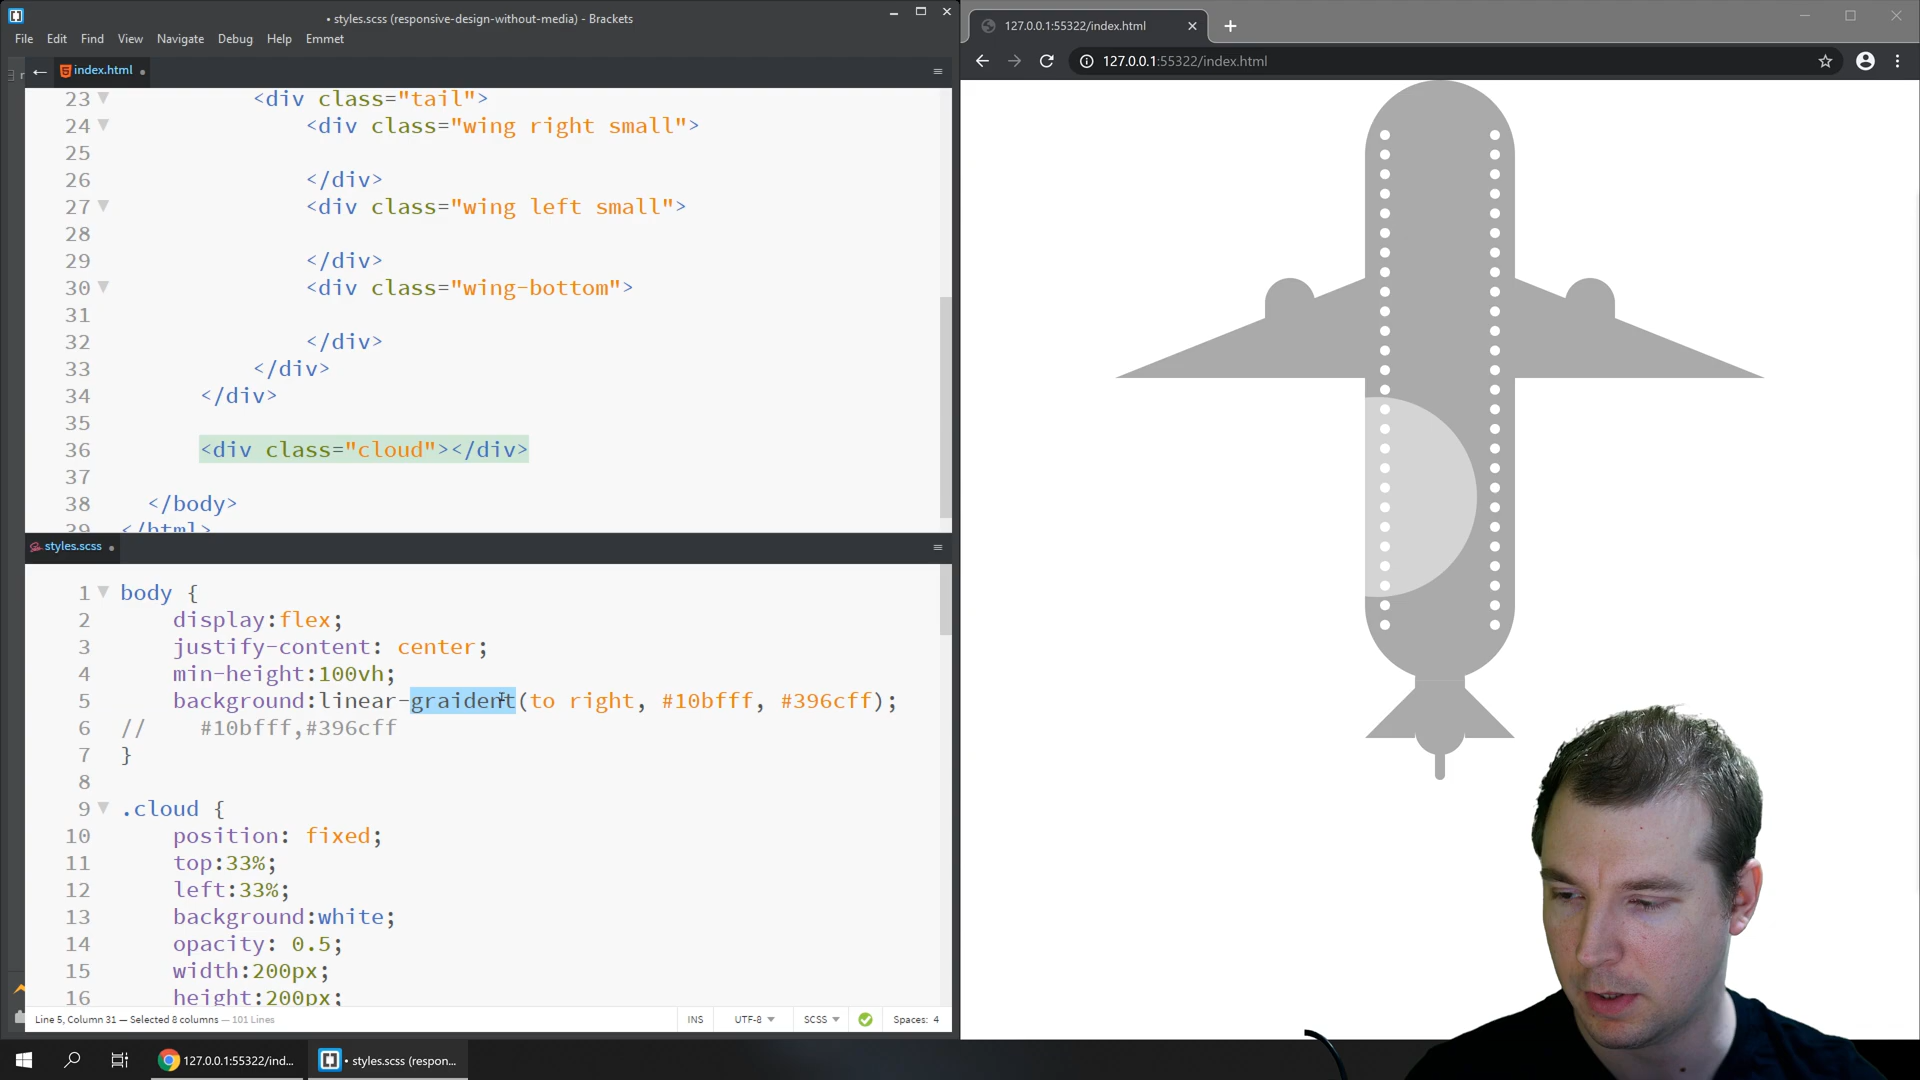 • styles.scss (responsive-design-without-media) - Brackets
File Edit Find View Navigate Debug Help Emmet
index.html •
23 <div class="tail">
24 <div class="wing right small">
25
26 </div>
27 <div class="wing left small">
28
29 </div>
30 <div class="wing-bottom">
31
32 </div>
33 </div>
34 </div>
35
36 <div class="cloud"></div>
37
38 </body>
39 </html>
styles.scss •
1 body {
2 display:flex;
3 justify-content: center;
4 min-height:100vh;
5 background:linear-graident(to right, #10bfff, #396cff);
6 // #10bfff,#396cff
7 }
8
9 .cloud {
10 position: fixed;
11 top:33%;
12 left:33%;
13 background:white;
14 opacity: 0.5;
15 width:200px;
16 height:200px;
Line 5, Column 31 — Selected 8 columns — 101 Lines
INS UTF-8 SCSS Spaces: 4
127.0.0.1:55322/index.html
127.0.0.1:55322/index.html
127.0.0.1:55322/ind...
• styles.scss (respon...